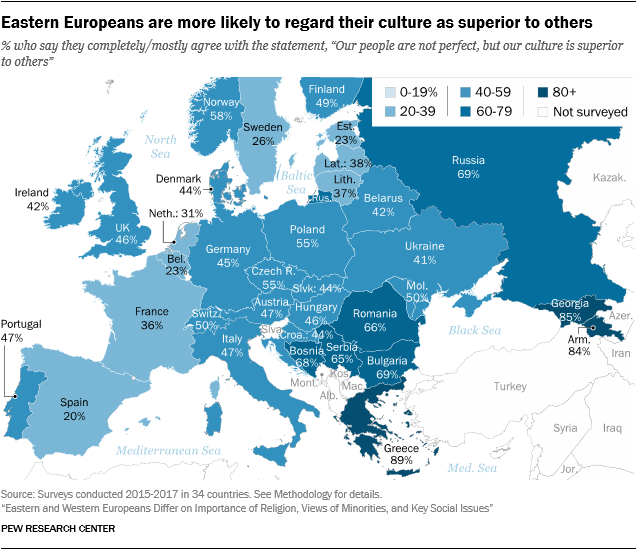 Eastern Europeans are more likely to regard their culture as superior to others
% who say they completely/mostly agree with the statement, “Our people are not perfect, but our culture is superior
to others”
0-19%
40-59
80+
20-39
60-79
Not surveyed
Finland
49%
Norway
58%
Sweden
26%
Est.
23%
North
Sea
Russia
69%
Lat.: 38%
Denmark
44%
Baltic
Sea
Lith.
37%
Kazak.
Ireland
42%
Rus.
Belarus
42%
Neth.: 31%
UK
46%
Poland
55%
Germany
45%
Ukraine
41%
Bel.
23%
Czech R.
55%
Slvk: 44%
Mol.
50%
Austria
47%
Hungary
46%
France
36%
Switz.
50%
Romania
66%
Georgia
85%
Azer.
Portugal
47%
Slva.
Croa.: 44%
Black Sea
Italy
47%
Bosnia
68%
Serbia
65%
Arm.
84%
Iran
Bulgaria
69%
Kos.
Mont.
Mac.
Alb.
Turkey
Spain
20%
Syria
Iraq
Greece
89%
Mediterranean Sea
Med. Sea
Jor.
Source: Surveys conducted 2015-2017 in 34 countries. See Methodology for details.
“Eastern and Western Europeans Differ on Importance of Religion, Views of Minorities, and Key Social Issues”
PEW RESEARCH CENTER